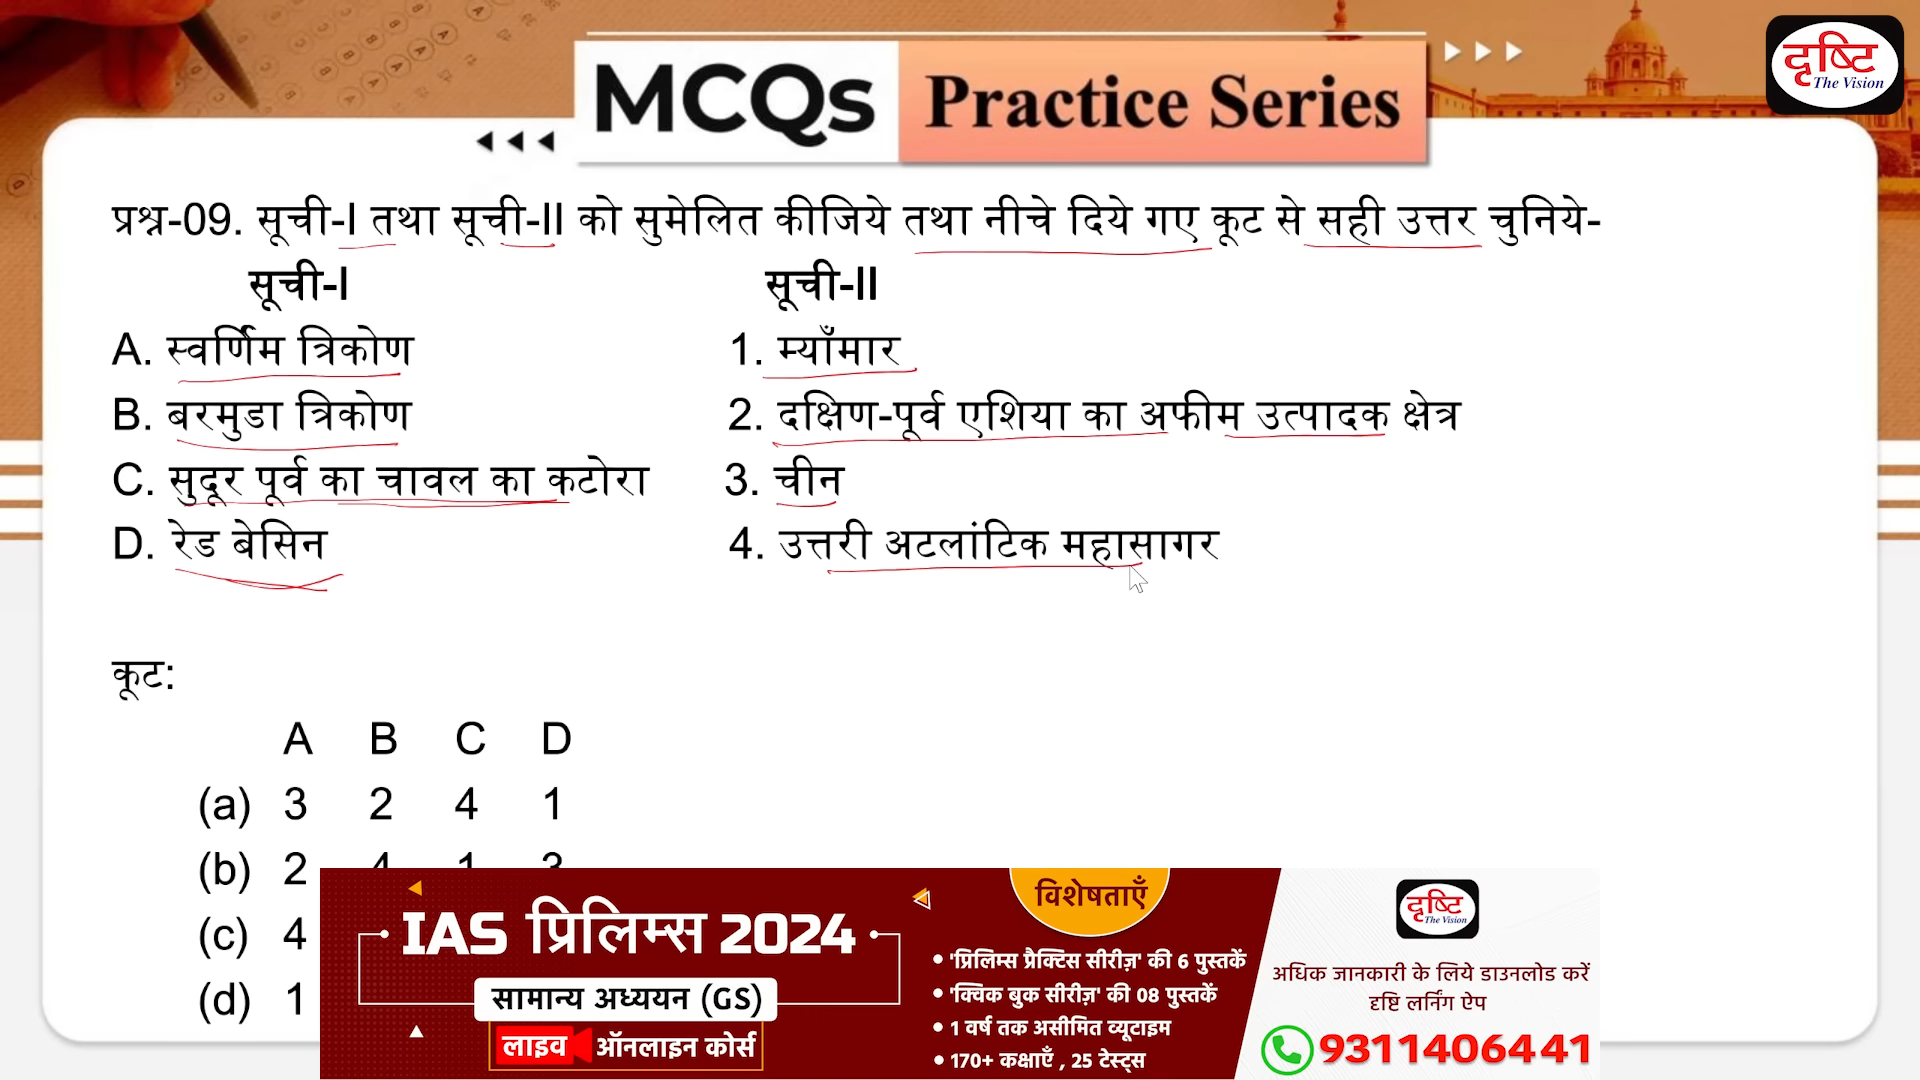 MCQs Practice Series
दृष्टि
The Vision
प्रश्न-09. सूची-I तथा सूची-II को सुमेलित कीजिये तथा नीचे दिये गए कूट से सही उत्तर चुनिये-
सूची-I सूची-II
A. स्वर्णिम त्रिकोण 1. म्याँमार
B. बरमुडा त्रिकोण 2. दक्षिण-पूर्व एशिया का अफीम उत्पादक क्षेत्र
C. सुदूर पूर्व का चावल का कटोरा 3. चीन
D. रेड बेसिन 4. उत्तरी अटलांटिक महासागर
कूट:
A B C D
(a) 3 2 4 1
(b) 2 4 1 3
(c) 4
(d) 1
IAS प्रिलिम्स 2024
सामान्य अध्ययन (GS)
लाइव ऑनलाइन कोर्स
विशेषताएँ
• 'प्रिलिम्स प्रैक्टिस सीरीज़' की 6 पुस्तकें
• 'क्विक बुक सीरीज़' की 08 पुस्तकें
• 1 वर्ष तक असीमित व्यूटाइम
• 170+ कक्षाएँ , 25 टेस्ट्स
दृष्टि
The Vision
अधिक जानकारी के लिये डाउनलोड करें
दृष्टि लर्निंग ऐप
9311406441